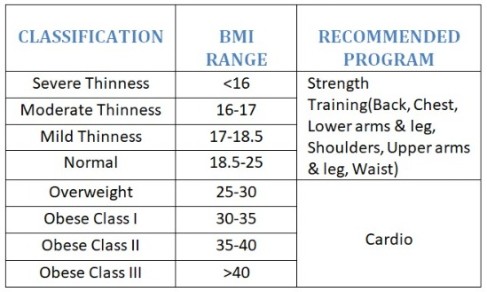 CLASSIFICATION BMI RANGE RECOMMENDED PROGRAM
Severe Thinness <16 Strength
Moderate Thinness 16-17 Training(Back, Chest,
Mild Thinness 17-18.5 Lower arms & leg,
Shoulders, Upper arms
Normal 18.5-25 & leg, Waist)
Overweight 25-30
Obese Class I 30-35
Obese Class II 35-40 Cardio
Obese Class III >40